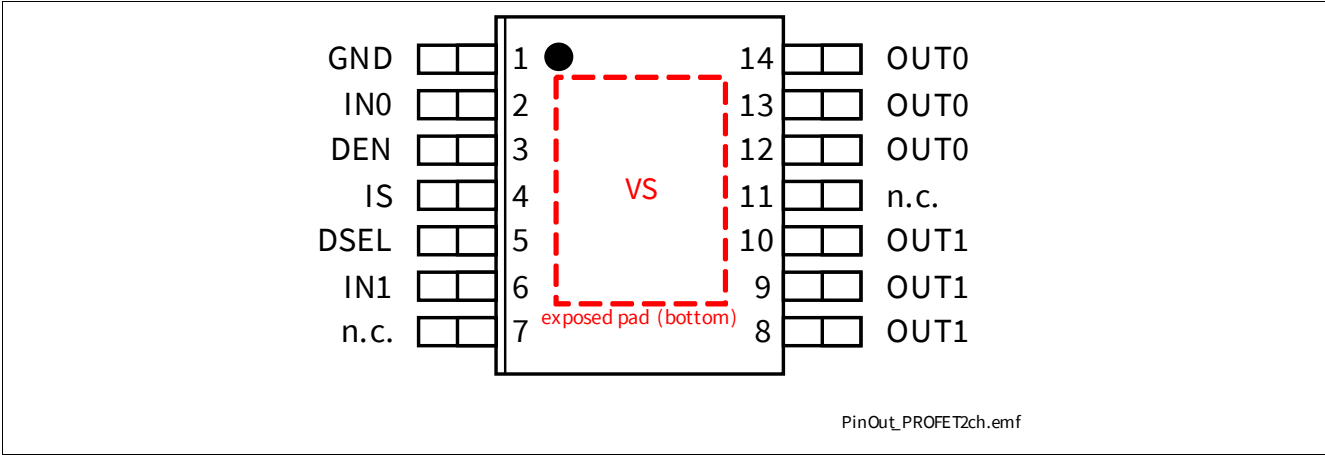 GND 1 14 OUT0
IN0 2 13 OUT0
DEN 3 12 OUT0
IS 4 VS 11 n.c.
DSEL 5 10 OUT1
IN1 6 9 OUT1
exposed pad (bottom)
n.c. 7 8 OUT1
PinOut_PROFET2ch.emf